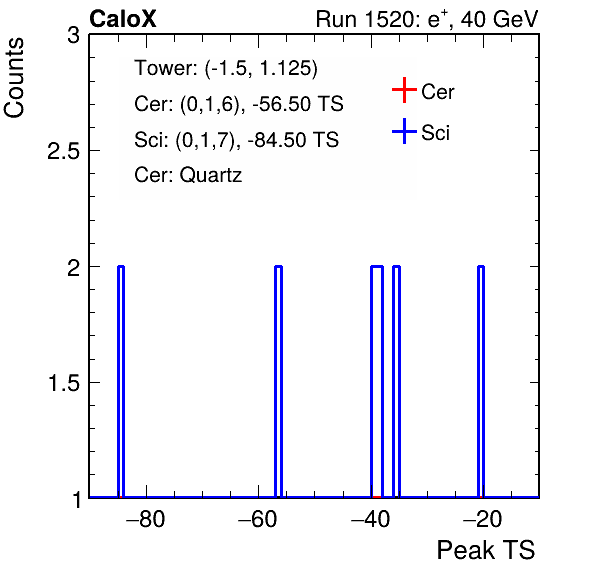 CaloX Run 1520: e⁺, 40 GeV
Counts
Tower: (-1.5, 1.125)
Cer: (0,1,6), -56.50 TS
Sci: (0,1,7), -84.50 TS
Cer: Quartz
Cer
Sci
3
2.5
2
1.5
1
−80 −60 −40 −20
Peak TS